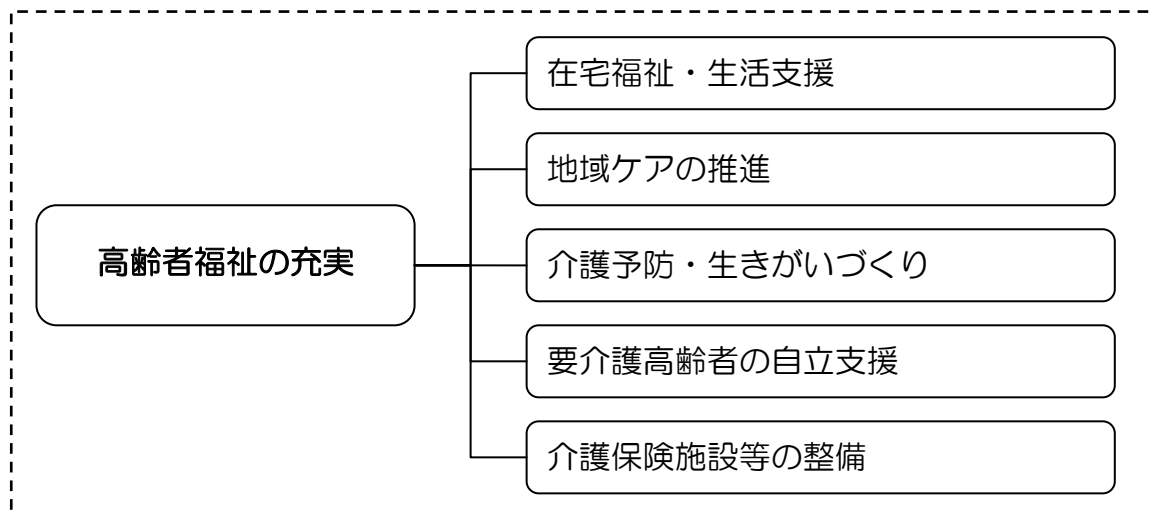 高齢者福祉の充実
在宅福祉・生活支援
地域ケアの推進
介護予防・生きがいづくり
要介護高齢者の自立支援
介護保険施設等の整備